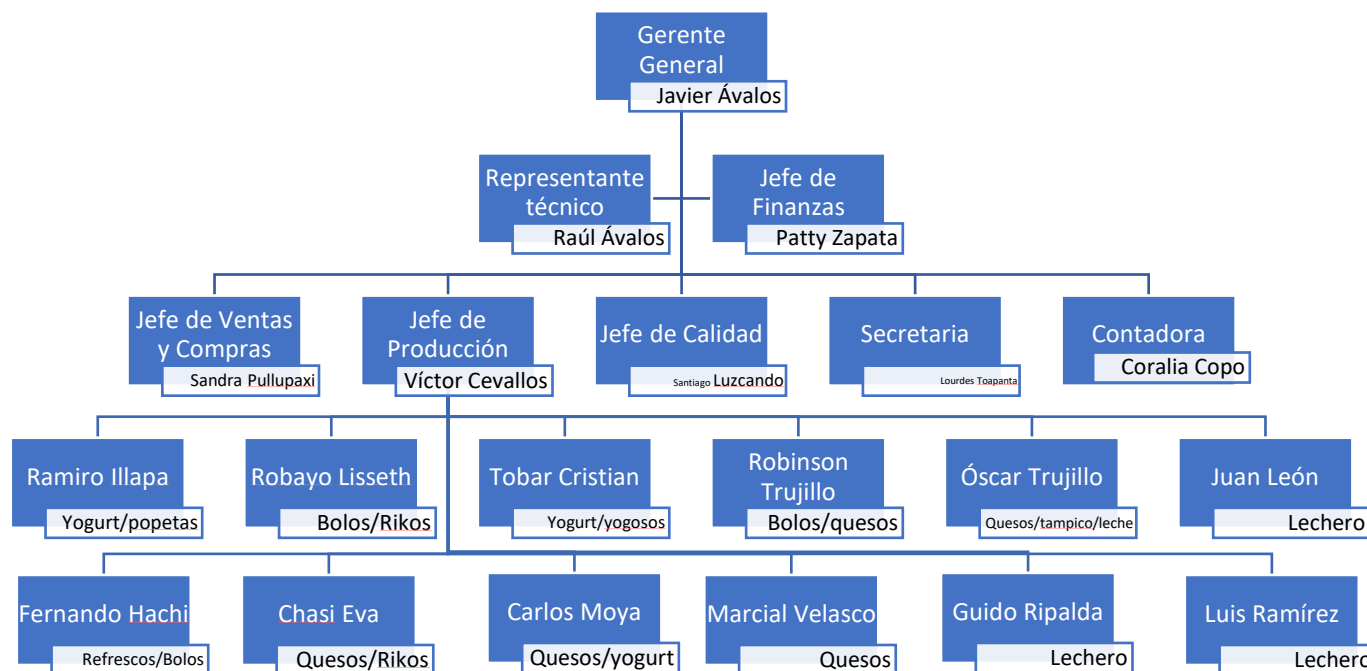 Gerente
General
Javier Ávalos
Representante
técnico
Raúl Ávalos
Jefe de
Finanzas
Patty Zapata
Jefe de Ventas
y Compras
Sandra Pullupaxi
Jefe de
Producción
Víctor Cevallos
Jefe de Calidad
Santiago Luzcando
Secretaria
Lourdes Toapanta
Contadora
Coralia Copo
Ramiro Illapa
Yogurt/popetas
Robayo Lisseth
Bolos/Rikos
Tobar Cristian
Yogurt/yogosos
Robinson
Trujillo
Bolos/quesos
Óscar Trujillo
Quesos/tampico/leche
Juan León
Lechero
Fernando Hachi
Refrescos/Bolos
Chasi Eva
Quesos/Rikos
Carlos Moya
Quesos/yogurt
Marcial Velasco
Quesos
Guido Ripalda
Lechero
Luis Ramírez
Lechero